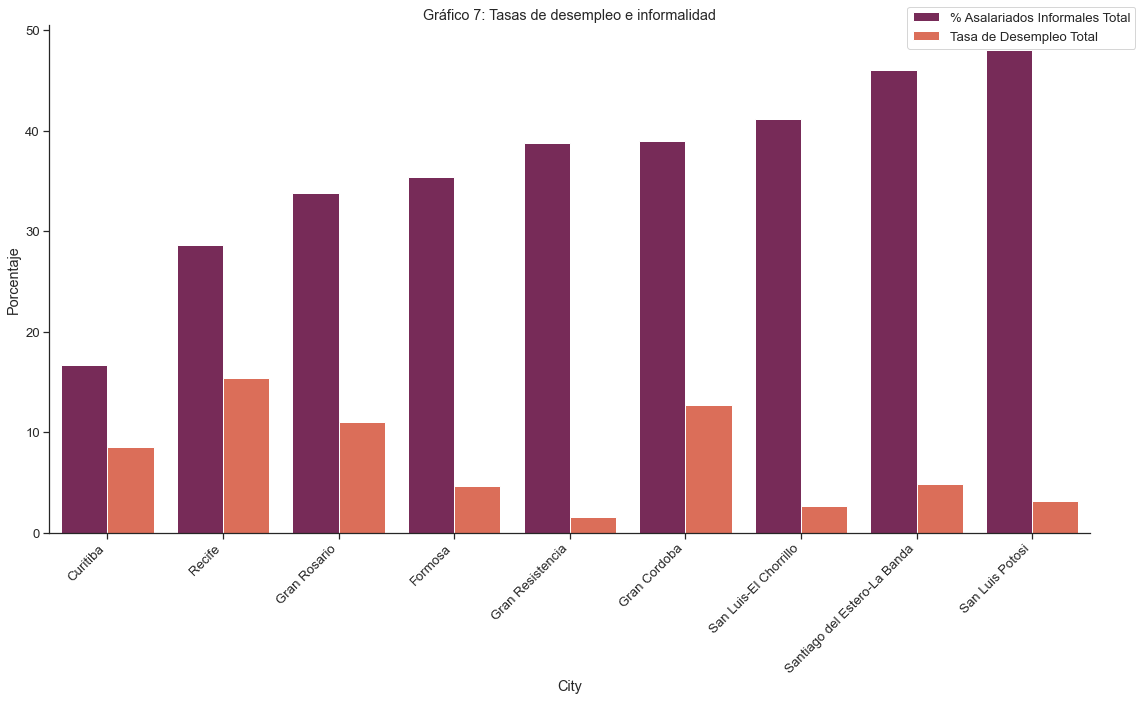 Gráfico 7: Tasas de desempleo e informalidad
% Asalariados Informales Total
Tasa de Desempleo Total
Porcentaje
50
40
30
20
10
0
Curitiba
Recife
Gran Rosario
Formosa
Gran Resistencia
Gran Cordoba
San Luis-El Chorrillo
Santiago del Estero-La Banda
San Luis Potosi
City